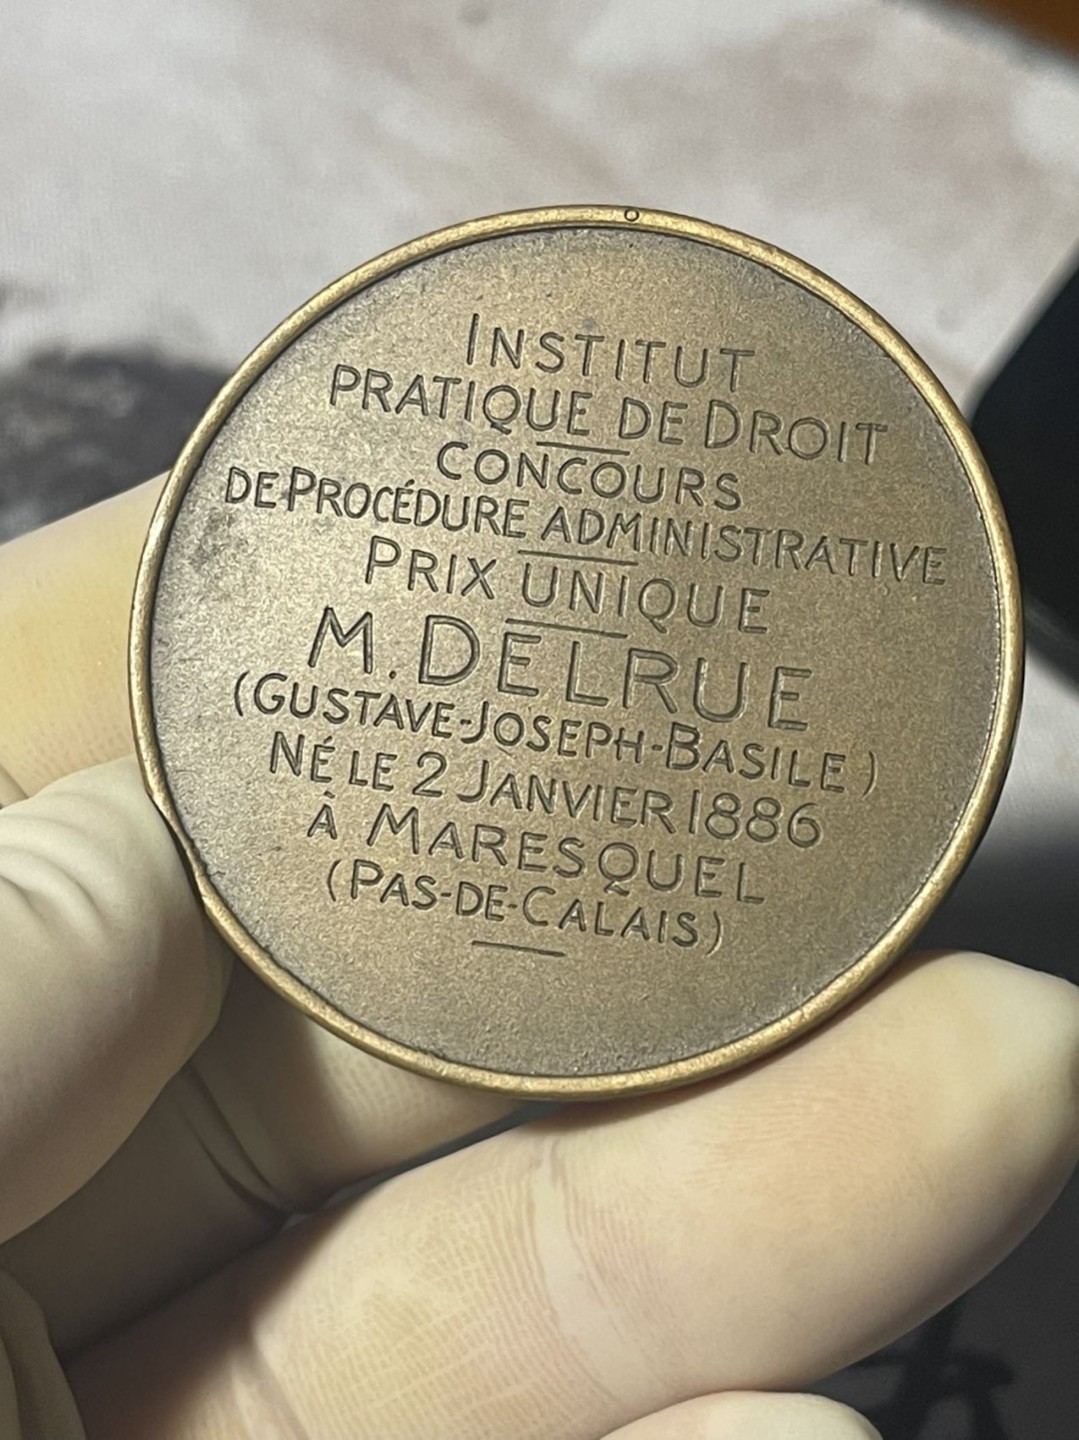 INSTITUT
PRATIQUE DE DROIT
CONCOURS
DE PROCÉDURE ADMINISTRATIVE
PRIX UNIQUE
M. DELRUE
(GUSTAVE-JOSEPH-BASILE)
NÉ LE 2 JANVIER 1886
À MARESQUEL
(PAS-DE-CALAIS)